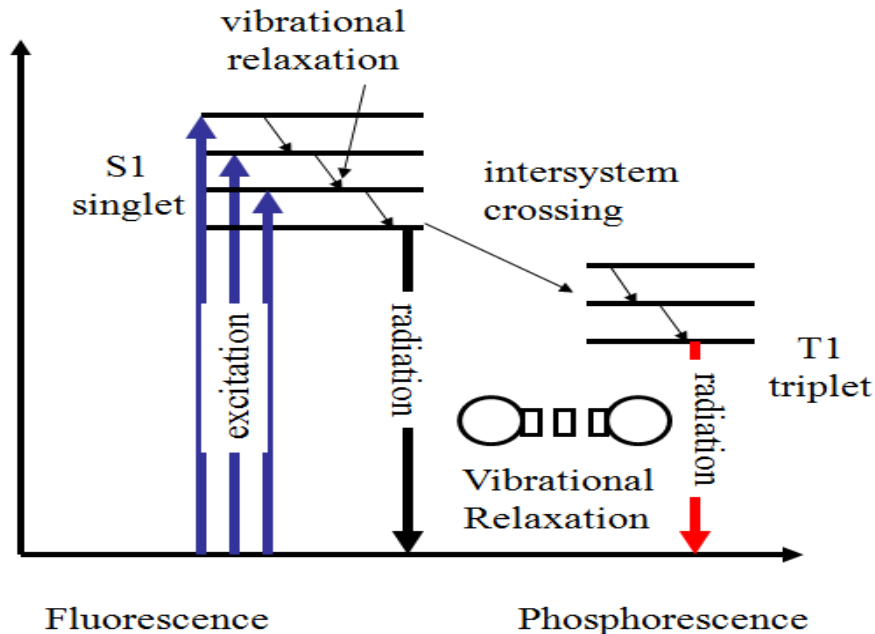 vibrational
relaxation
S1
singlet
intersystem
crossing
excitation
radiation
T1
triplet
radiation
Vibrational
Relaxation
Fluorescence
Phosphorescence